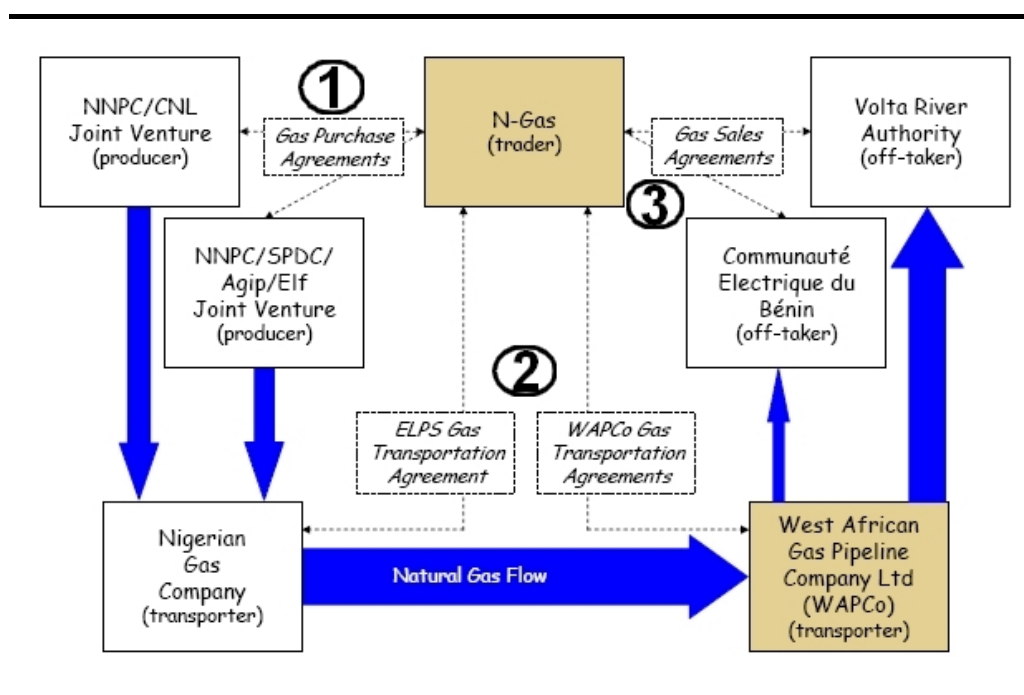 NNPC/CNL
Joint Venture
(producer)
1
Gas Purchase
Agreements
N-Gas
(trader)
Gas Sales
Agreements
Volta River
Authority
(off-taker)
3
NNPC/SPDC/
Agip/Elf
Joint Venture
(producer)
Communauté
Electrique du
Bénin
(off-taker)
2
ELPS Gas
Transportation
Agreement
WAPCo Gas
Transportation
Agreements
Nigerian
Gas
Company
(transporter)
Natural Gas Flow
West African
Gas Pipeline
Company Ltd
(WAPCo)
(transporter)